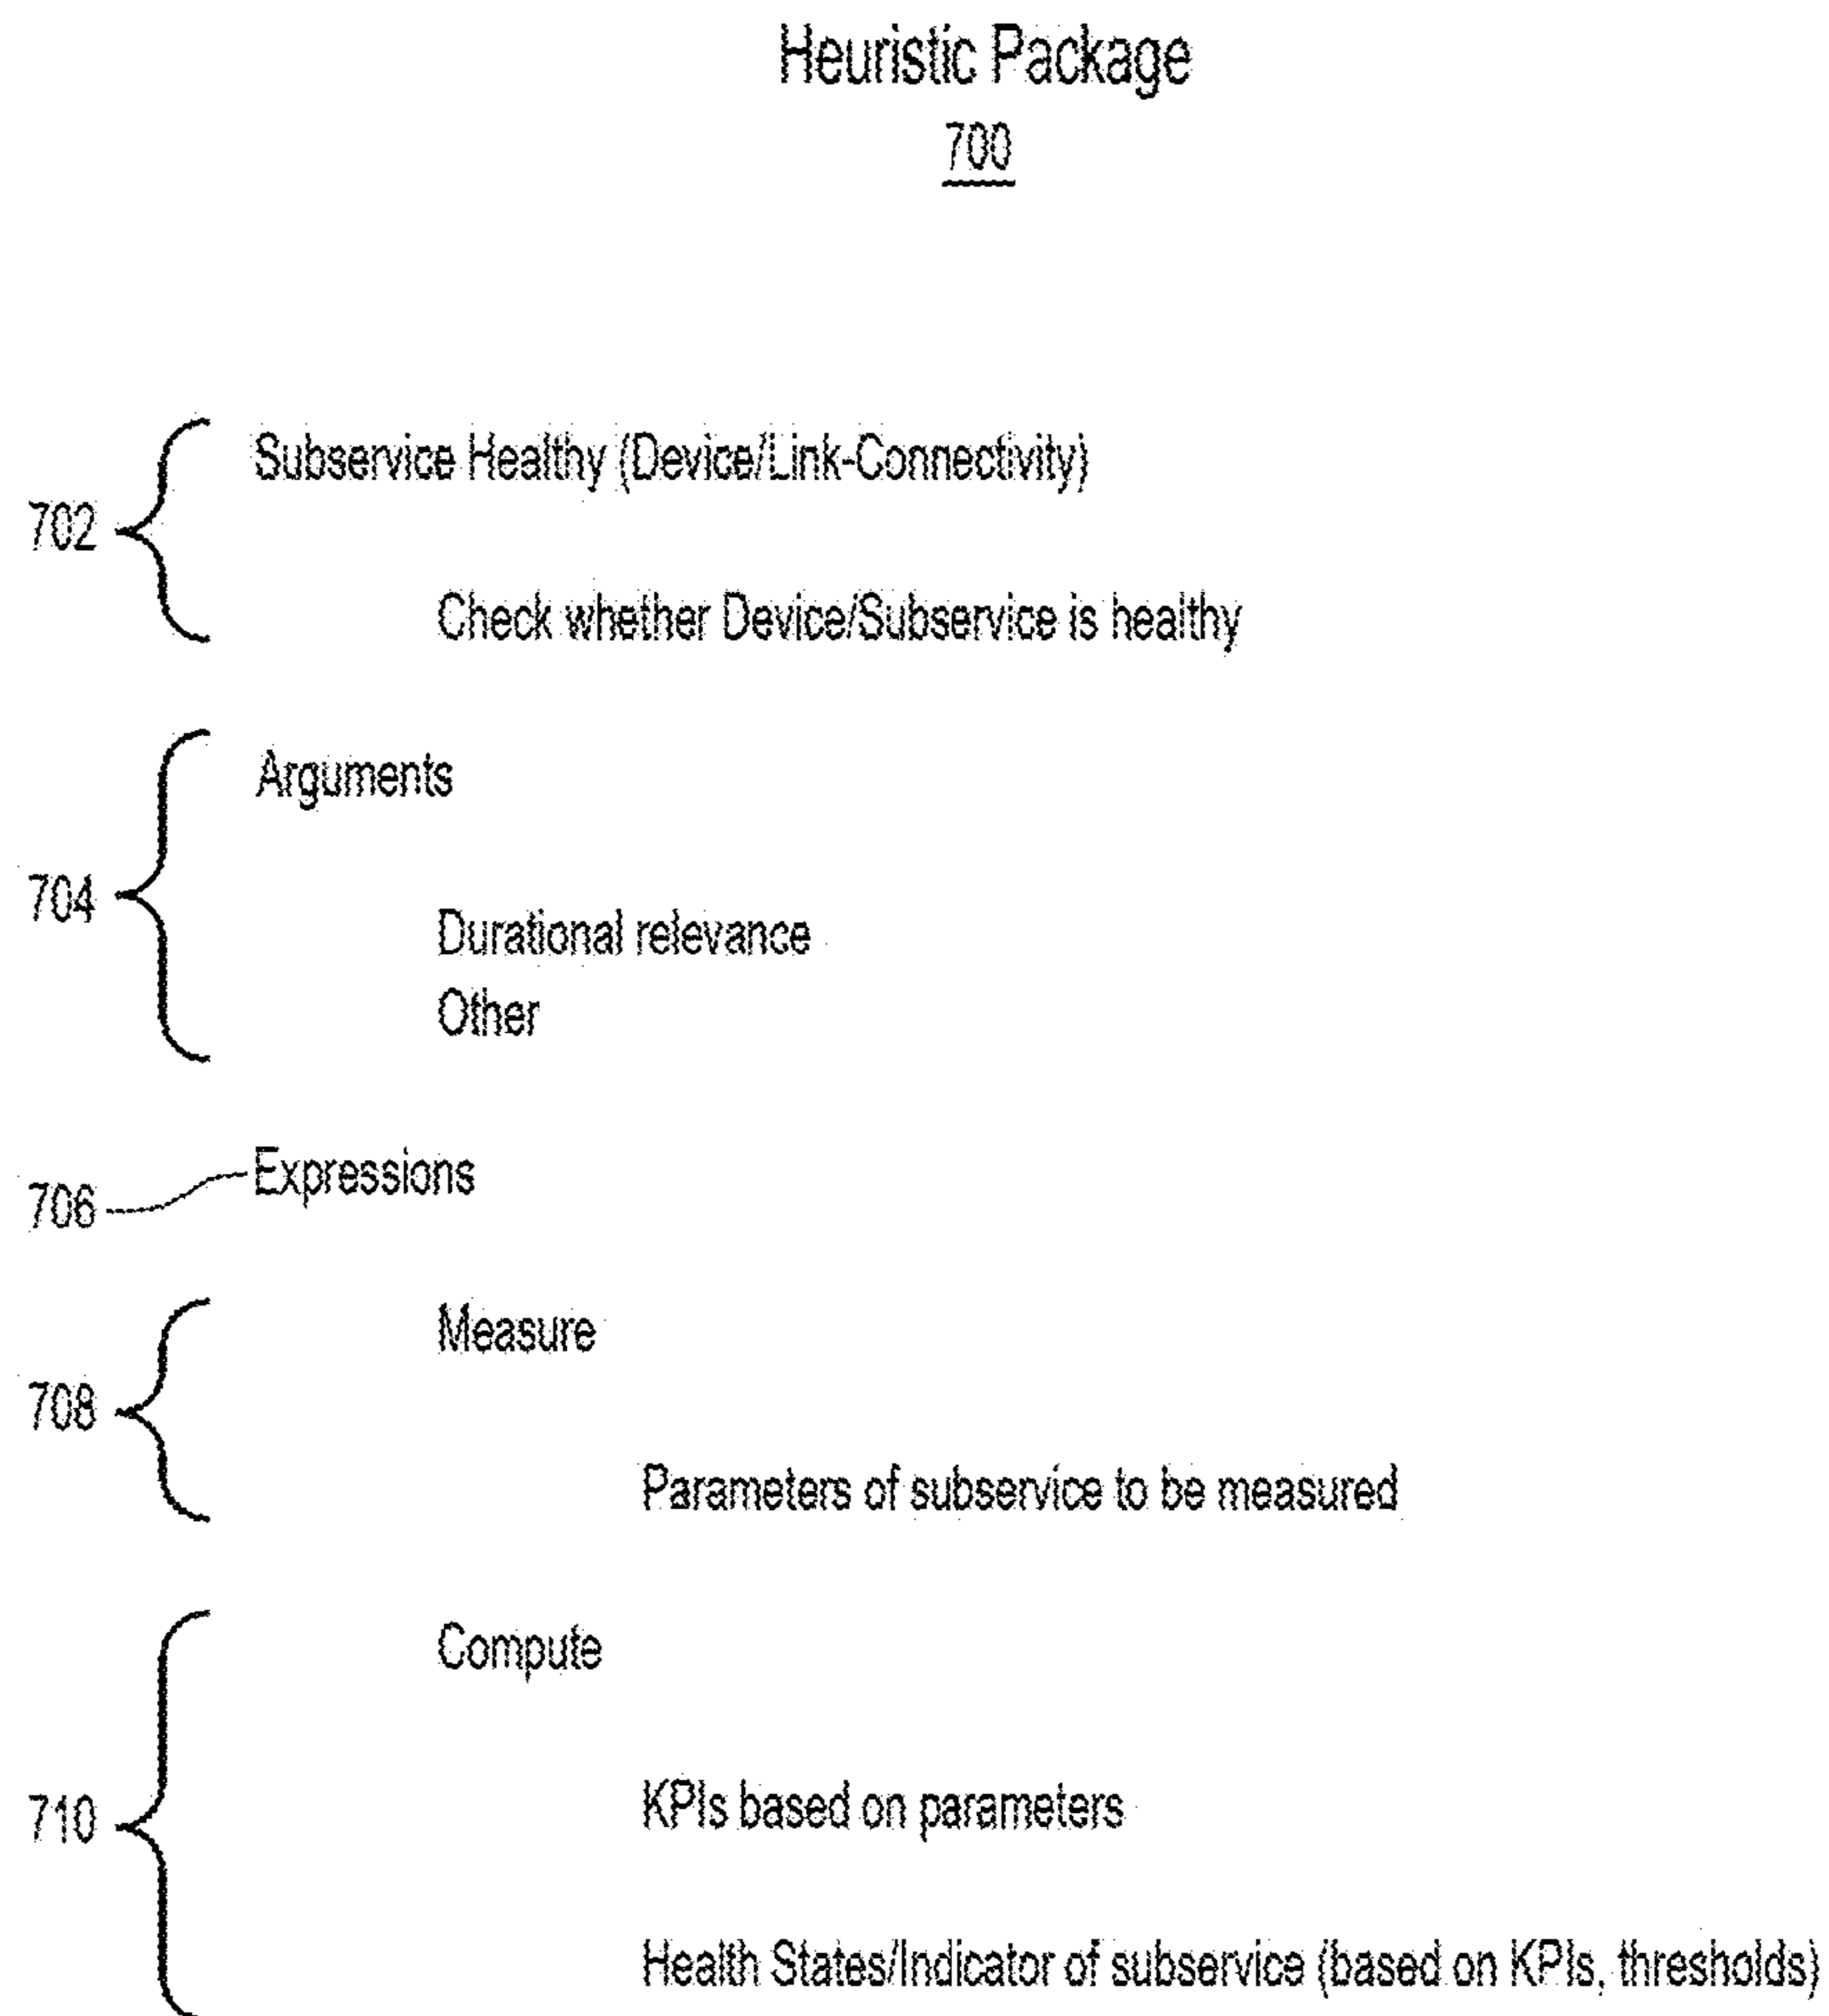 Heuristic Package
700
Subservice Healthy (Device/Link-Connectivity)
702
Check whether Device/Subservice is healthy
Arguments
704
Durational relevance
Other
Expressions
706
Measure
708
Parameters of subservice to be measured
Compute
710
KPIs based on parameters
Health States/Indicator of subservice (based on KPIs, thresholds)